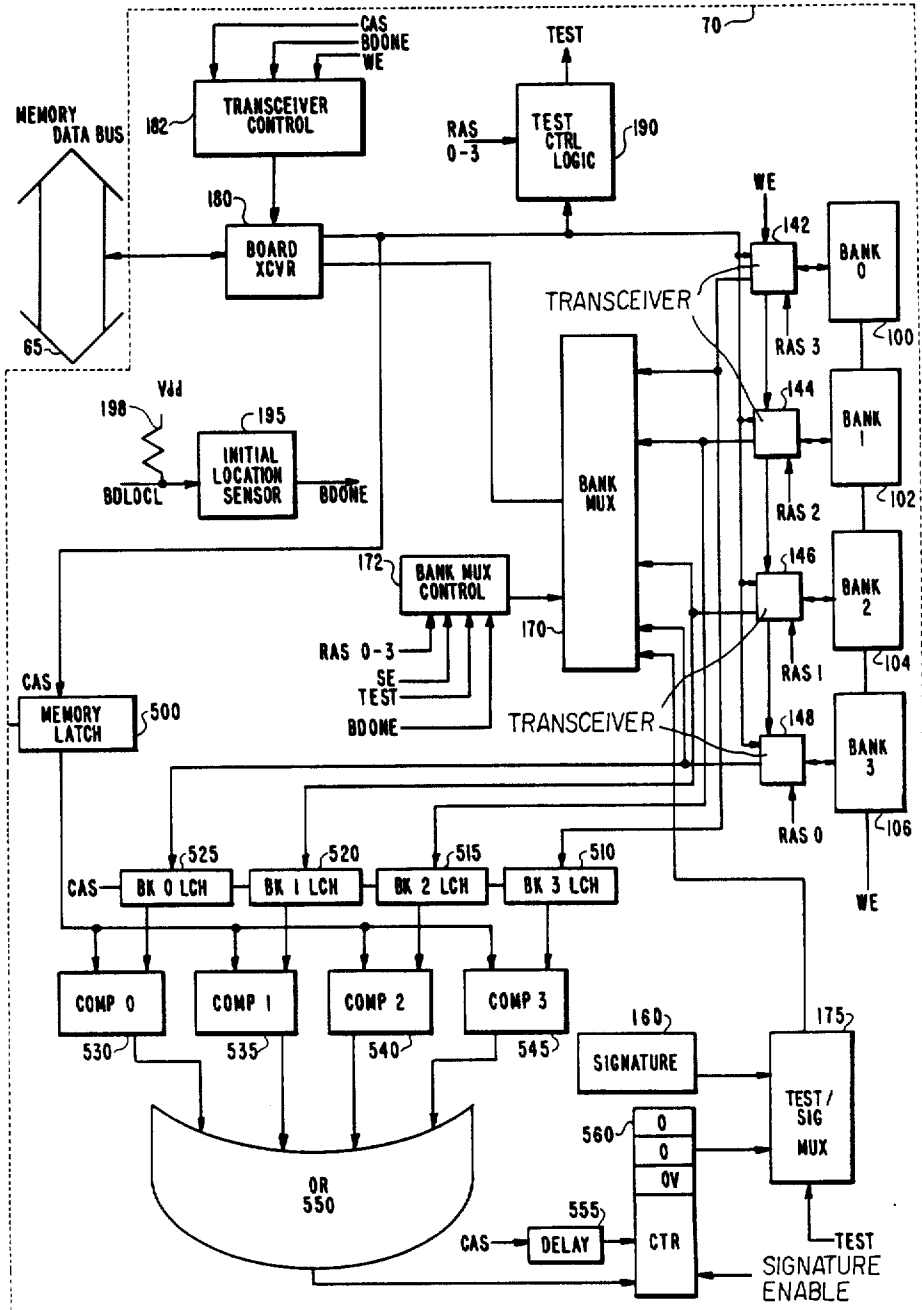 CAS
BDONE
WE
70
TEST
MEMORY
DATA BUS
182
TRANSCEIVER
CONTROL
RAS
0-3
TEST
CTRL
LOGIC
190
WE
180
BOARD
XCVR
142
BANK
0
TRANSCEIVER
100
65
RAS 3
VPP
198
195
INITIAL
LOCATION
SENSOR
BDLOCL
BDONE
144
BANK
1
BANK
MUX
102
RAS 2
172
BANK MUX
CONTROL
146
BANK
2
170
RAS 0-3
SE
TEST
BDONE
104
RAS 1
CAS
MEMORY
LATCH
500
TRANSCEIVER
148
BANK
3
106
RAS 0
WE
525
520
515
510
CAS
BK 0 LCH
BK 1 LCH
BK 2 LCH
BK 3 LCH
COMP 0
COMP 1
COMP 2
COMP 3
530
535
540
545
160
SIGNATURE
175
TEST/
SIG
MUX
560
0
0
OV
CTR
OR
550
555
CAS
DELAY
TEST
SIGNATURE
ENABLE